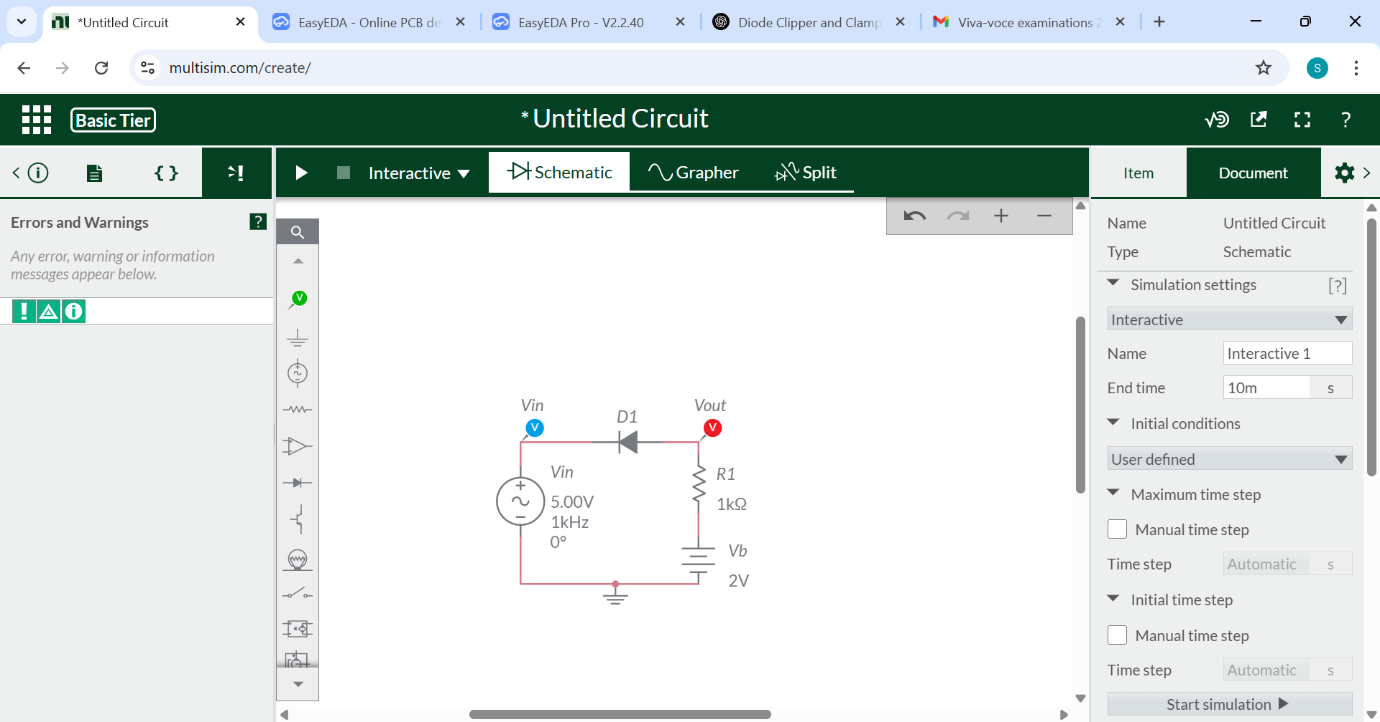 *Untitled Circuit
EasyEDA - Online PCB de
EasyEDA Pro - V2.2.40
Diode Clipper and Clamp
Viva-voce examinations 2
multisim.com/create/
S
Basic Tier
* Untitled Circuit
?
Interactive
Schematic
Grapher
Split
Item
Document
Errors and Warnings
?
Any error, warning or information
messages appear below.
Name Untitled Circuit
Type Schematic
Simulation settings [?]
Interactive
Name Interactive 1
End time 10m s
Initial conditions
User defined
Maximum time step
Manual time step
Time step Automatic s
Initial time step
Manual time step
Time step Automatic s
Start simulation
V
Vin
V
D1
Vout
V
Vin
5.00V
1kHz
0°
R1
1kΩ
Vb
2V